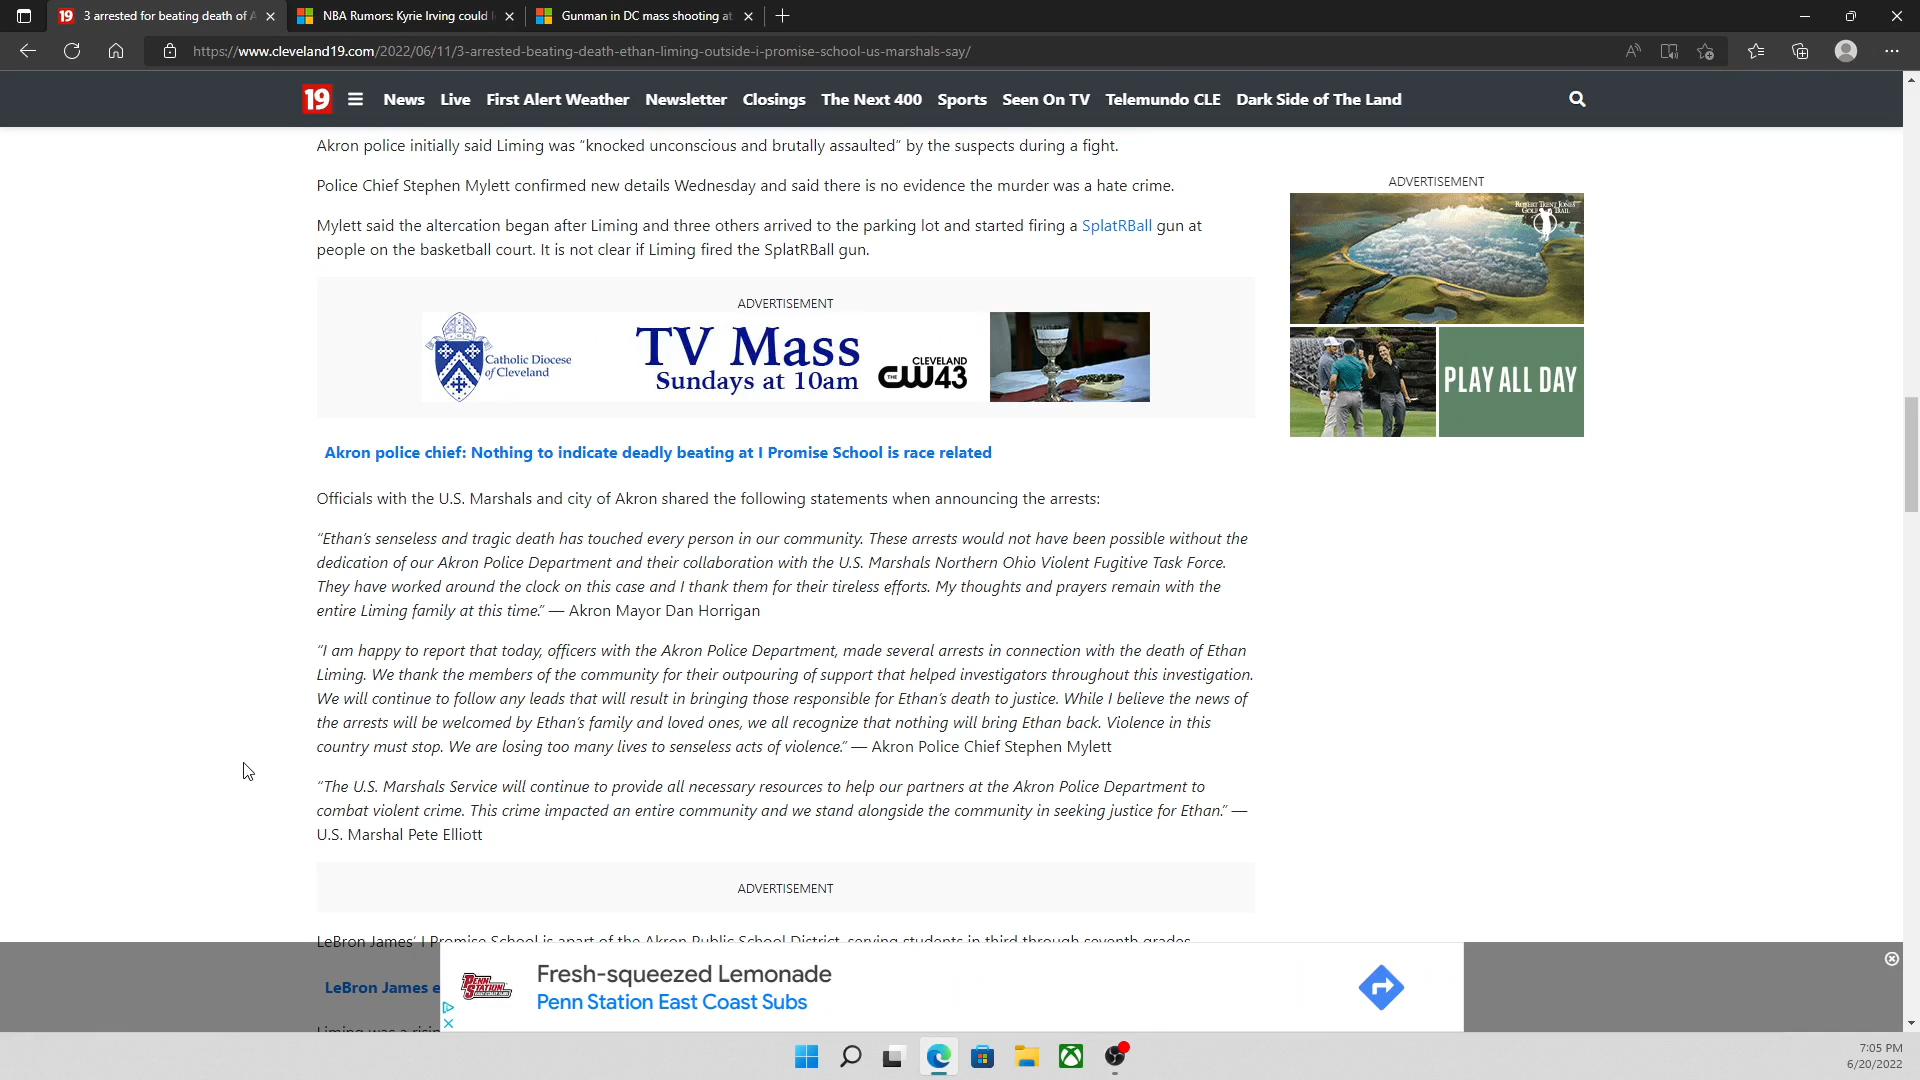 19 3 arrested for beating death of A
NBA Rumors: Kyrie Irving could l
Gunman in DC mass shooting at
https://www.cleveland19.com/2022/06/11/3-arrested-beating-death-ethan-liming-outside-i-promise-school-us-marshals-say/
19 News Live First Alert Weather Newsletter Closings The Next 400 Sports Seen On TV Telemundo CLE Dark Side of The Land
Akron police initially said Liming was “knocked unconscious and brutally assaulted” by the suspects during a fight.
Police Chief Stephen Mylett confirmed new details Wednesday and said there is no evidence the murder was a hate crime.
Mylett said the altercation began after Liming and three others arrived to the parking lot and started firing a SplatRBall gun at
people on the basketball court. It is not clear if Liming fired the SplatRBall gun.
ADVERTISEMENT
Catholic Diocese
of Cleveland
TV Mass
Sundays at 10am
CLEVELAND
THE CW43
Akron police chief: Nothing to indicate deadly beating at I Promise School is race related
Officials with the U.S. Marshals and city of Akron shared the following statements when announcing the arrests:
“Ethan’s senseless and tragic death has touched every person in our community. These arrests would not have been possible without the
dedication of our Akron Police Department and their collaboration with the U.S. Marshals Northern Ohio Violent Fugitive Task Force.
They have worked around the clock on this case and I thank them for their tireless efforts. My thoughts and prayers remain with the
entire Liming family at this time.” — Akron Mayor Dan Horrigan
“I am happy to report that today, officers with the Akron Police Department, made several arrests in connection with the death of Ethan
Liming. We thank the members of the community for their outpouring of support that helped investigators throughout this investigation.
We will continue to follow any leads that will result in bringing those responsible for Ethan’s death to justice. While I believe the news of
the arrests will be welcomed by Ethan’s family and loved ones, we all recognize that nothing will bring Ethan back. Violence in this
country must stop. We are losing too many lives to senseless acts of violence.” — Akron Police Chief Stephen Mylett
“The U.S. Marshals Service will continue to provide all necessary resources to help our partners at the Akron Police Department to
combat violent crime. This crime impacted an entire community and we stand alongside the community in seeking justice for Ethan.” —
U.S. Marshal Pete Elliott
ADVERTISEMENT
LeBron James’ I Promise School is apart of the Akron Public School District, serving students in third through seventh grades.
LeBron James e
Liming was a risin
ADVERTISEMENT
ROBERT TRENT JONES
GOLF TRAIL
PLAY ALL DAY
PENN STATION
Fresh-squeezed Lemonade
Penn Station East Coast Subs
7:05 PM
6/20/2022